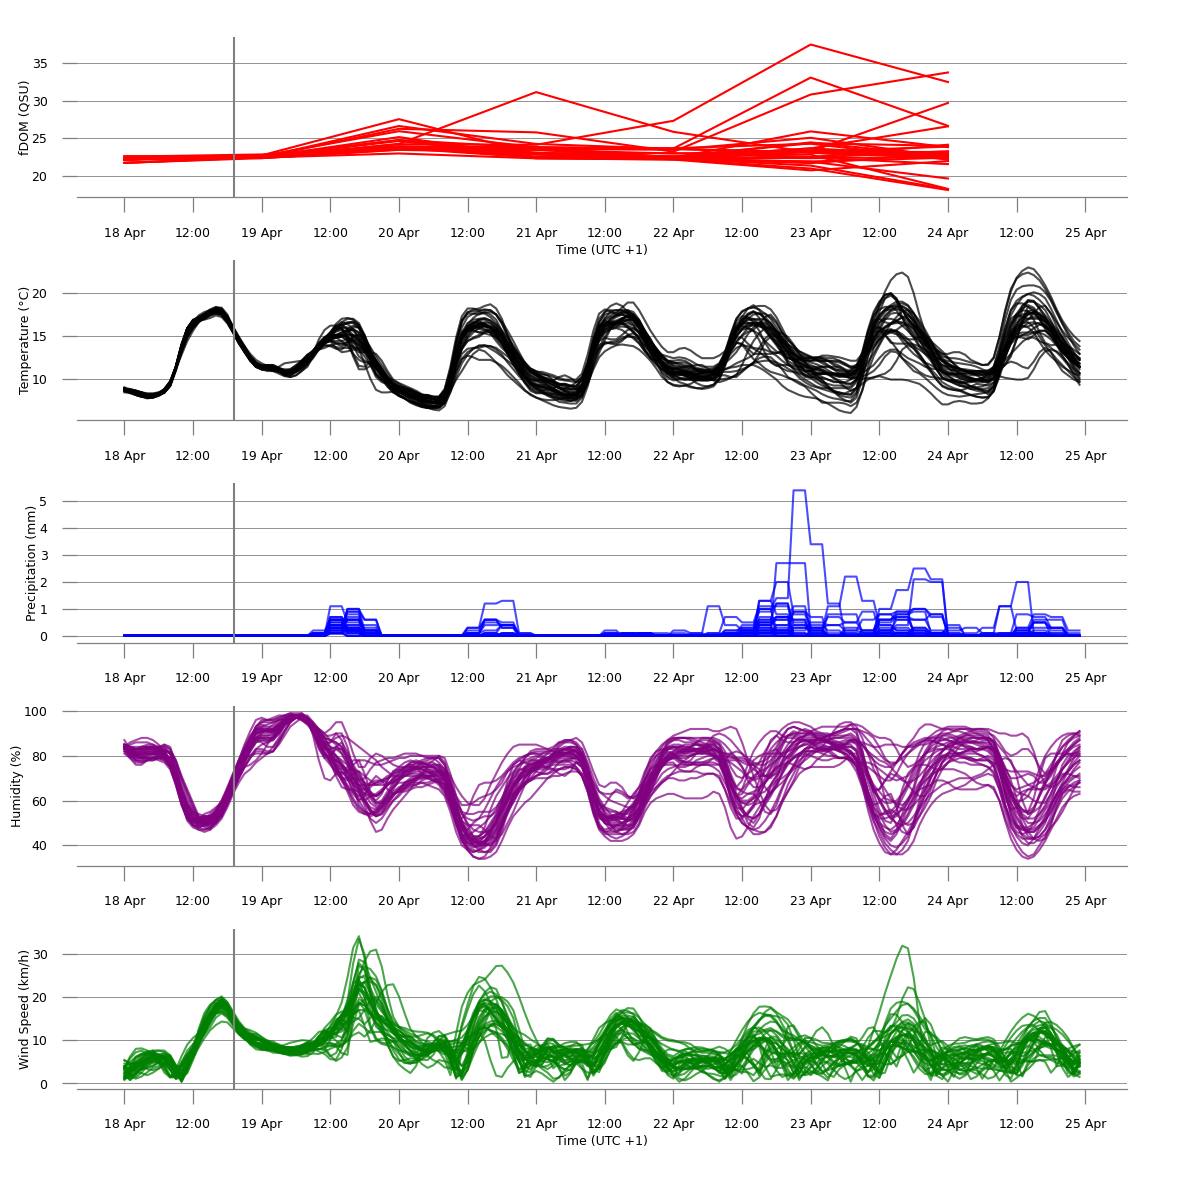 fDOM (QSU)
35
30
25
20
18 Apr 12:00 19 Apr 12:00 20 Apr 12:00 21 Apr 12:00 22 Apr 12:00 23 Apr 12:00 24 Apr 12:00 25 Apr
Time (UTC +1)
Temperature (°C)
20
15
10
18 Apr 12:00 19 Apr 12:00 20 Apr 12:00 21 Apr 12:00 22 Apr 12:00 23 Apr 12:00 24 Apr 12:00 25 Apr
Precipitation (mm)
5
4
3
2
1
0
18 Apr 12:00 19 Apr 12:00 20 Apr 12:00 21 Apr 12:00 22 Apr 12:00 23 Apr 12:00 24 Apr 12:00 25 Apr
Humidity (%)
100
80
60
40
18 Apr 12:00 19 Apr 12:00 20 Apr 12:00 21 Apr 12:00 22 Apr 12:00 23 Apr 12:00 24 Apr 12:00 25 Apr
Wind Speed (km/h)
30
20
10
0
18 Apr 12:00 19 Apr 12:00 20 Apr 12:00 21 Apr 12:00 22 Apr 12:00 23 Apr 12:00 24 Apr 12:00 25 Apr
Time (UTC +1)